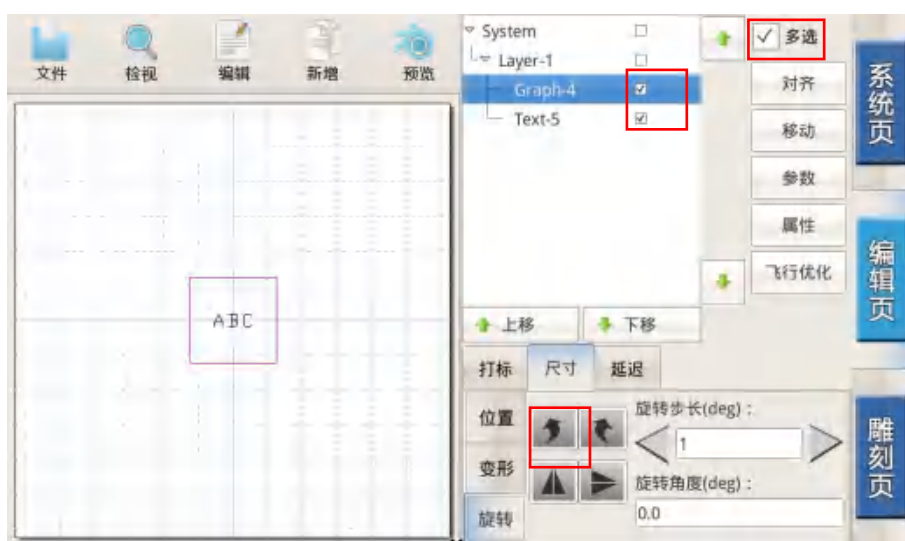 文件 检视 编辑 新增 预览
System
Layer-1
Graph-4
Text-5
多选
对齐
移动
参数
属性
飞行优化
上移 下移
ABC
打标 尺寸 延迟
位置
变形
旋转
旋转步长(deg) :
1
旋转角度(deg) :
0.0
系统页
编辑页
雕刻页